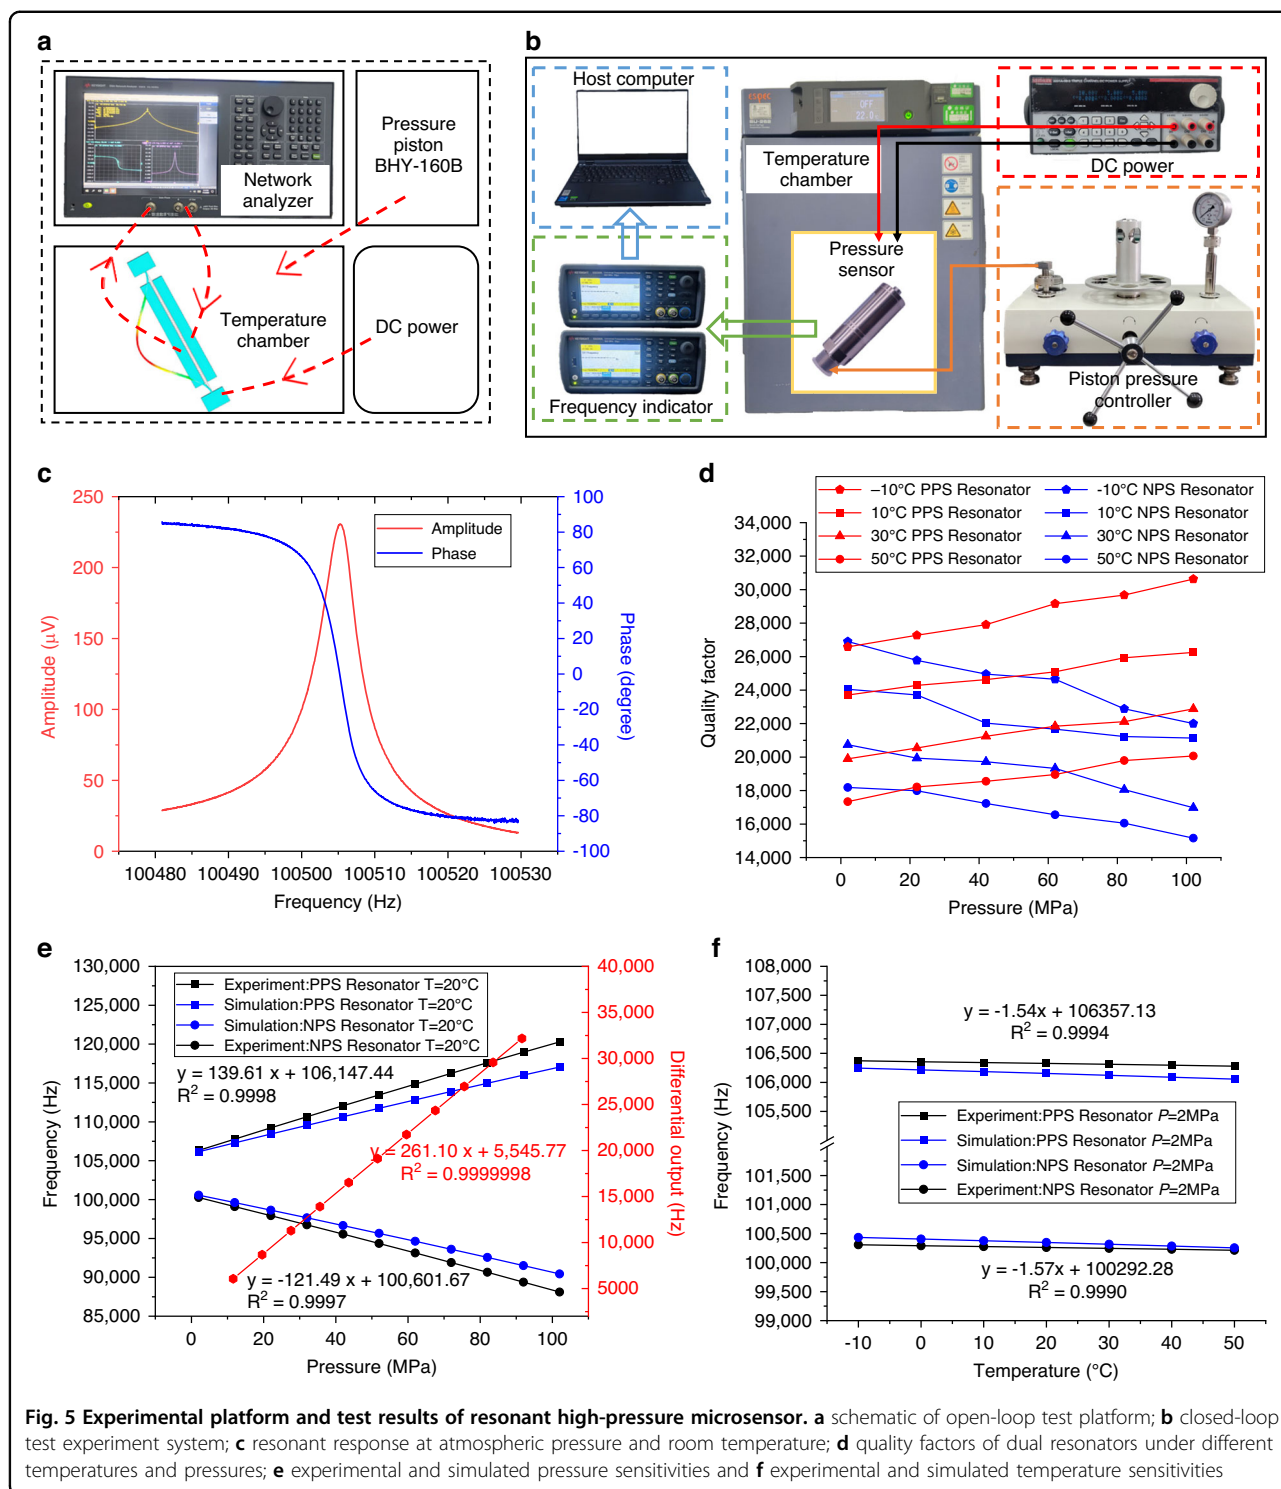 a
Network
analyzer
Pressure
piston
BHY-160B
Temperature
chamber
DC power
b
Host computer
Frequency indicator
espec
OFF
22.0
Temperature
chamber
Pressure
sensor
DC power
Piston pressure
controller
c
250
200
150
100
50
0
Amplitude (μV)
100
80
60
40
20
0
-20
-40
-60
-80
-100
Phase (degree)
Amplitude
Phase
100480 100490 100500 100510 100520 100530
Frequency (Hz)
d
–10°C PPS Resonator
10°C PPS Resonator
30°C PPS Resonator
50°C PPS Resonator
-10°C NPS Resonator
10°C NPS Resonator
30°C NPS Resonator
50°C NPS Resonator
34,000
32,000
30,000
28,000
26,000
24,000
22,000
20,000
18,000
16,000
14,000
Quality factor
0 20 40 60 80 100
Pressure (MPa)
e
130,000
125,000
120,000
115,000
110,000
105,000
100,000
95,000
90,000
85,000
Frequency (Hz)
Experiment:PPS Resonator T=20°C
Simulation:PPS Resonator T=20°C
Simulation:NPS Resonator T=20°C
Experiment:NPS Resonator T=20°C
y = 139.61 x + 106,147.44
R² = 0.9998
y = 261.10 x + 5,545.77
R² = 0.9999998
y = -121.49 x + 100,601.67
R² = 0.9997
40,000
35,000
30,000
25,000
20,000
15,000
10,000
5000
Differential output
(Hz)
0 20 40 60 80 100
Pressure (MPa)
f
108,000
107,500
107,000
106,500
106,000
105,500
101,500
101,000
100,500
100,000
99,500
99,000
Frequency (Hz)
y = -1.54x + 106357.13
R² = 0.9994
Experiment:PPS Resonator P=2MPa
Simulation:PPS Resonator P=2MPa
Simulation:NPS Resonator P=2MPa
Experiment:NPS Resonator P=2MPa
y = -1.57x + 100292.28
R² = 0.9990
-10 0 10 20 30 40 50
Temperature (°C)
Fig. 5 Experimental platform and test results of resonant high-pressure microsensor. a schematic of open-loop test platform; b closed-loop
test experiment system; c resonant response at atmospheric pressure and room temperature; d quality factors of dual resonators under different
temperatures and pressures; e experimental and simulated pressure sensitivities and f experimental and simulated temperature sensitivities